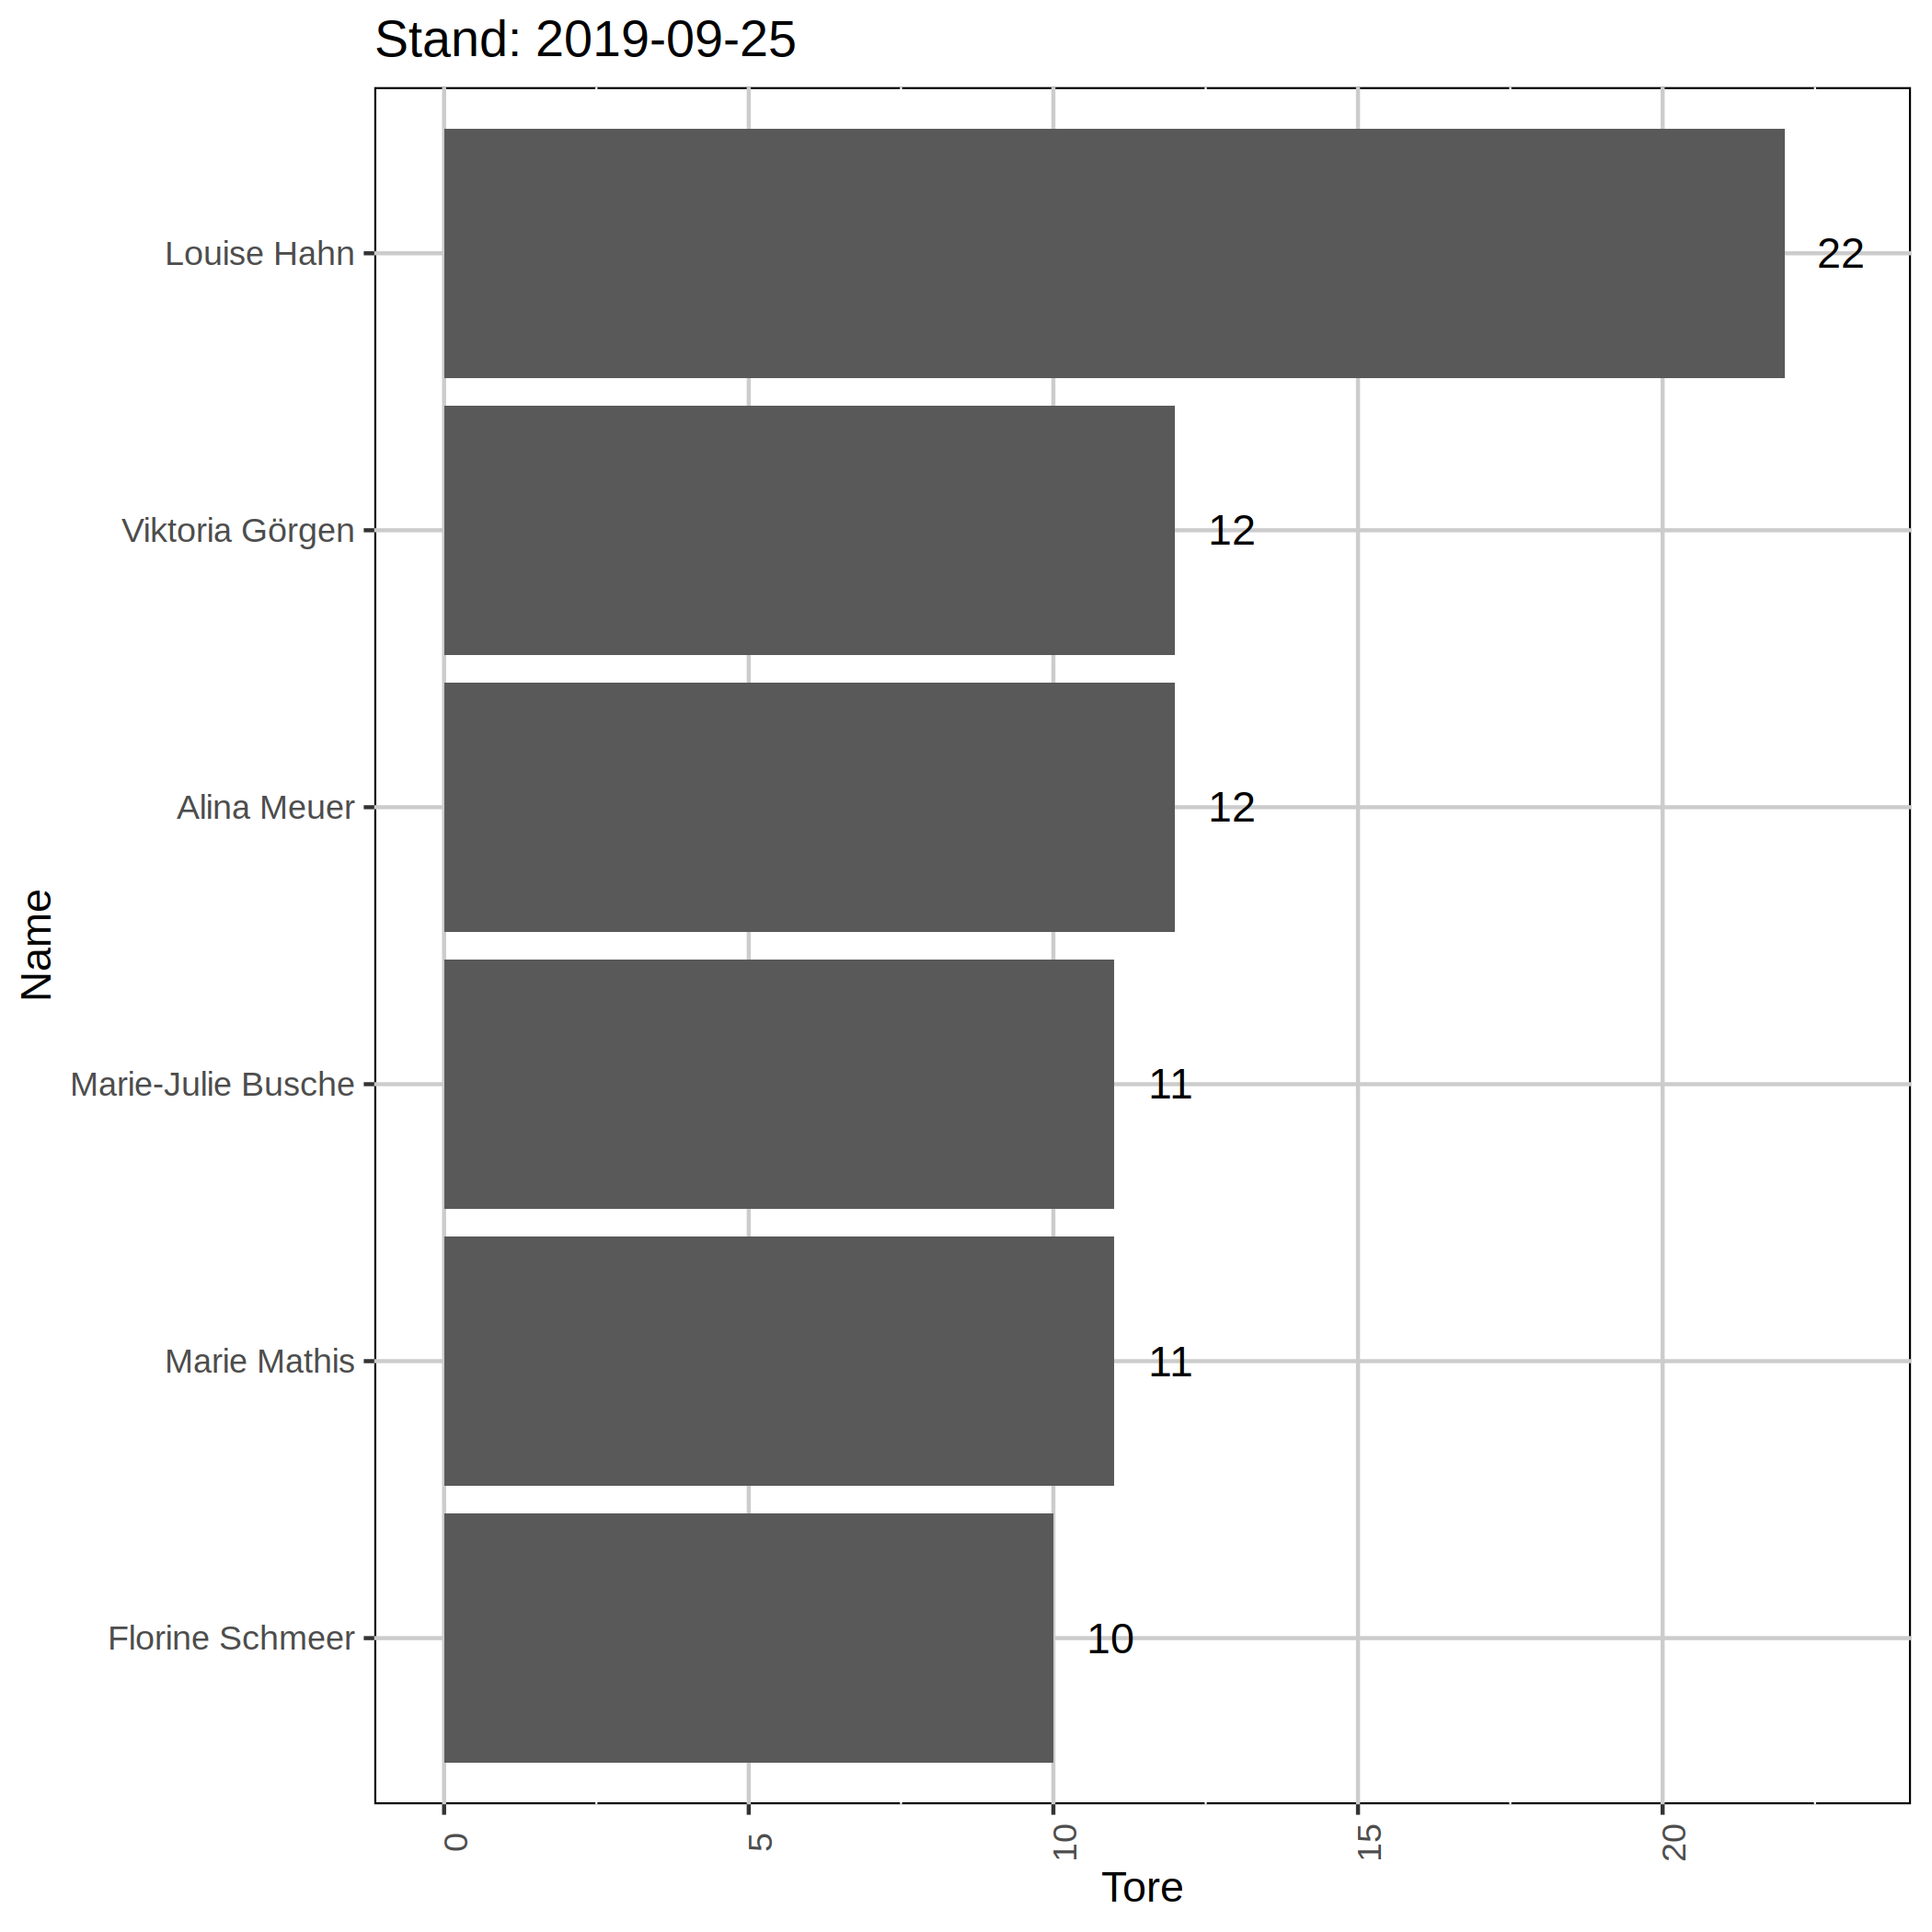 Stand: 2019-09-25
Name
Louise Hahn
22
Viktoria Görgen
12
Alina Meuer
12
Marie-Julie Busche
11
Marie Mathis
11
Florine Schmeer
10
0
5
10
15
20
Tore